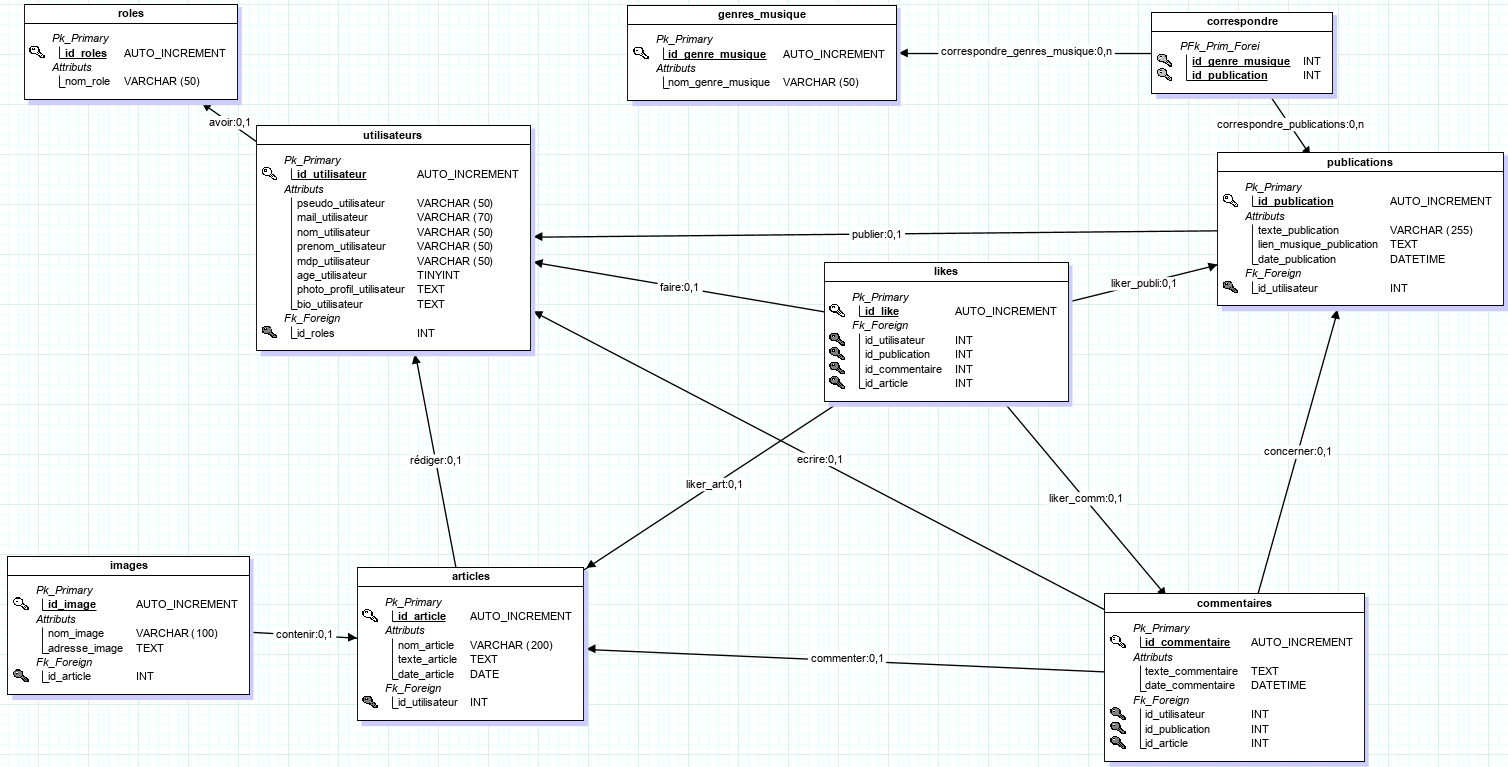 roles
Pk_Primary
id_roles AUTO_INCREMENT
Attributs
nom_role VARCHAR (50)
genres_musique
Pk_Primary
id_genre_musique AUTO_INCREMENT
Attributs
nom_genre_musique VARCHAR (50)
correspondre_genres_musique:0,n
correspondre
PFk_Prim_Forei
id_genre_musique INT
id_publication INT
avoir:0,1
correspondre_publications:0,n
utilisateurs
Pk_Primary
id_utilisateur AUTO_INCREMENT
Attributs
pseudo_utilisateur VARCHAR (50)
mail_utilisateur VARCHAR (70)
nom_utilisateur VARCHAR (50)
prenom_utilisateur VARCHAR (50)
mdp_utilisateur VARCHAR (50)
age_utilisateur TINYINT
photo_profil_utilisateur TEXT
bio_utilisateur TEXT
Fk_Foreign
id_roles INT
publications
Pk_Primary
id_publication AUTO_INCREMENT
Attributs
texte_publication VARCHAR (255)
lien_musique_publication TEXT
date_publication DATETIME
Fk_Foreign
id_utilisateur INT
publier:0,1
faire:0,1
likes
Pk_Primary
id_like AUTO_INCREMENT
Fk_Foreign
id_utilisateur INT
id_publication INT
id_commentaire INT
id_article INT
liker_publi:0,1
rédiger:0,1
ecrire:0,1
concerner:0,1
liker_art:0,1
liker_comm:0,1
images
Pk_Primary
id_image AUTO_INCREMENT
Attributs
nom_image VARCHAR (100)
adresse_image TEXT
Fk_Foreign
id_article INT
contenir:0,1
articles
Pk_Primary
id_article AUTO_INCREMENT
Attributs
nom_article VARCHAR (200)
texte_article TEXT
date_article DATE
Fk_Foreign
id_utilisateur INT
commenter:0,1
commentaires
Pk_Primary
id_commentaire AUTO_INCREMENT
Attributs
texte_commentaire TEXT
date_commentaire DATETIME
Fk_Foreign
id_utilisateur INT
id_publication INT
id_article INT